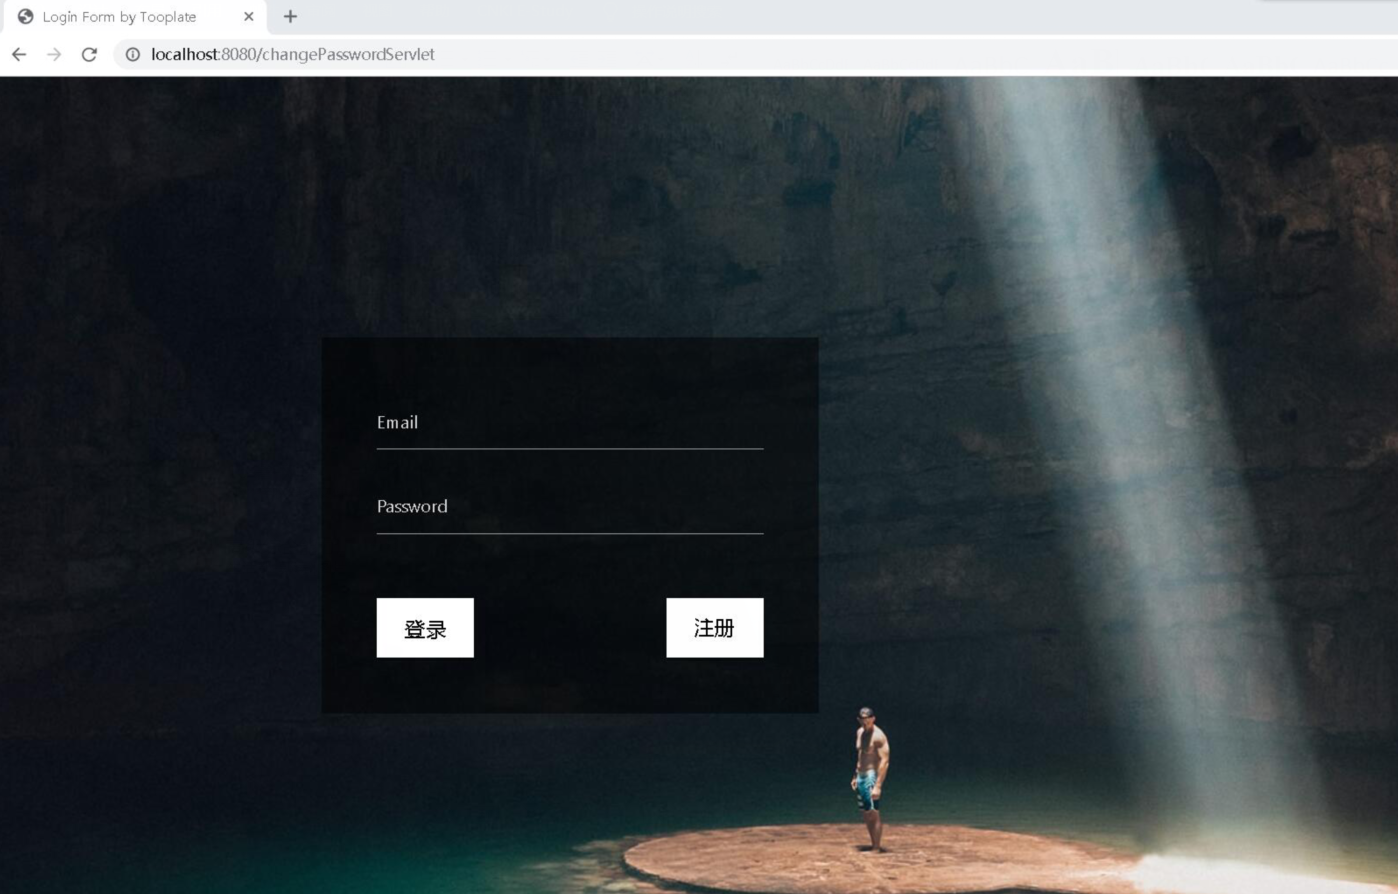 Login Form by Tooplate
localhost:8080/changePasswordServlet
Email
Password
登录 注册